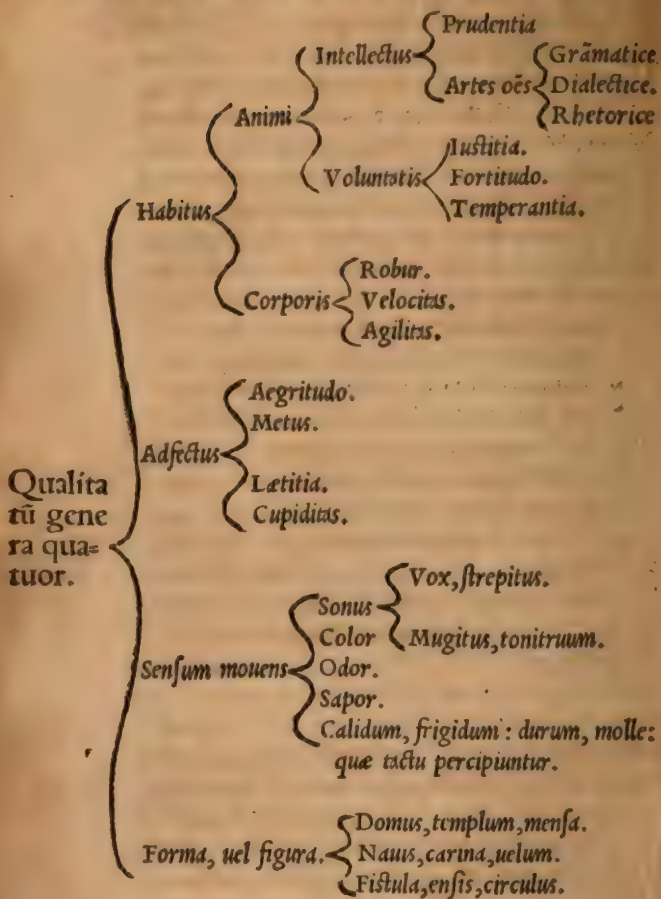 Prudentia
Intellectus
Grãmatice.
Artes oẽs
Dialectice.
Rhetorice
Animi
Iustitia.
Voluntatis
Fortitudo.
Temperantia.
Habitus
Robur.
Corporis
Velocitas.
Agilitas.
Aegritudo.
Metus.
Adfectus
Lætitia.
Cupiditas.
Qualita
tũ gene
ra qua=
tuor.
Vox, strepitus.
Sonus
Color
Mugitus, tonitruum.
Sensum mouens
Odor.
Sapor.
Calidum, frigidum: durum, molle:
quæ tactu percipiuntur.
Domus, templum, mensa.
Forma, uel figura.
Nauis, carina, uelum.
Fistula, ensis, circulus.